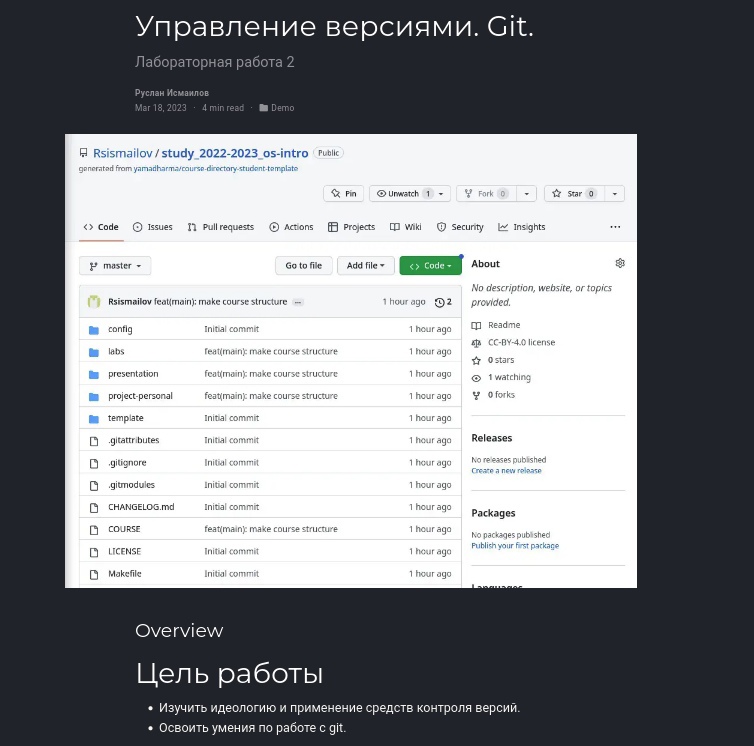 Управление версиями. Git.
Лабораторная работа 2
Руслан Исмаилов
Mar 18, 2023 · 4 min read · Demo
Rsismailov / study_2022-2023_os-intro Public
generated from yamadharma/course-directory-student-template
Pin Unwatch 1 Fork 0 Star 0
Code Issues Pull requests Actions Projects Wiki Security Insights ...
master Go to file Add file Code
Rsismailov feat(main): make course structure ... 1 hour ago 2
config Initial commit 1 hour ago
labs feat(main): make course structure 1 hour ago
presentation feat(main): make course structure 1 hour ago
project-personal feat(main): make course structure 1 hour ago
template Initial commit 1 hour ago
.gitattributes Initial commit 1 hour ago
.gitignore Initial commit 1 hour ago
.gitmodules Initial commit 1 hour ago
CHANGELOG.md Initial commit 1 hour ago
COURSE feat(main): make course structure 1 hour ago
LICENSE Initial commit 1 hour ago
Makefile Initial commit 1 hour ago
About
No description, website, or topics
provided.
Readme
CC-BY-4.0 license
0 stars
1 watching
0 forks
Releases
No releases published
Create a new release
Packages
No packages published
Publish your first package
Languages
Overview
Цель работы
• Изучить идеологию и применение средств контроля версий.
• Освоить умения по работе с git.